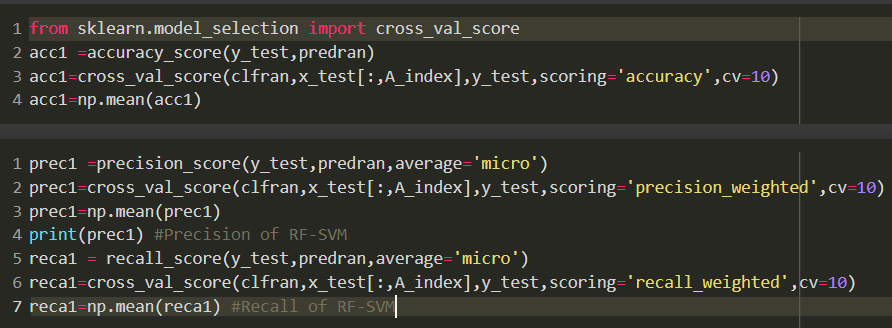 1 from sklearn.model_selection import cross_val_score
2 acc1 =accuracy_score(y_test,predran)
3 acc1=cross_val_score(clfran,x_test[:,A_index],y_test,scoring='accuracy',cv=10)
4 acc1=np.mean(acc1)
1 prec1 =precision_score(y_test,predran,average='micro')
2 prec1=cross_val_score(clfran,x_test[:,A_index],y_test,scoring='precision_weighted',cv=10)
3 prec1=np.mean(prec1)
4 print(prec1) #Precision of RF-SVM
5 reca1 = recall_score(y_test,predran,average='micro')
6 reca1=cross_val_score(clfran,x_test[:,A_index],y_test,scoring='recall_weighted',cv=10)
7 reca1=np.mean(reca1) #Recall of RF-SVM